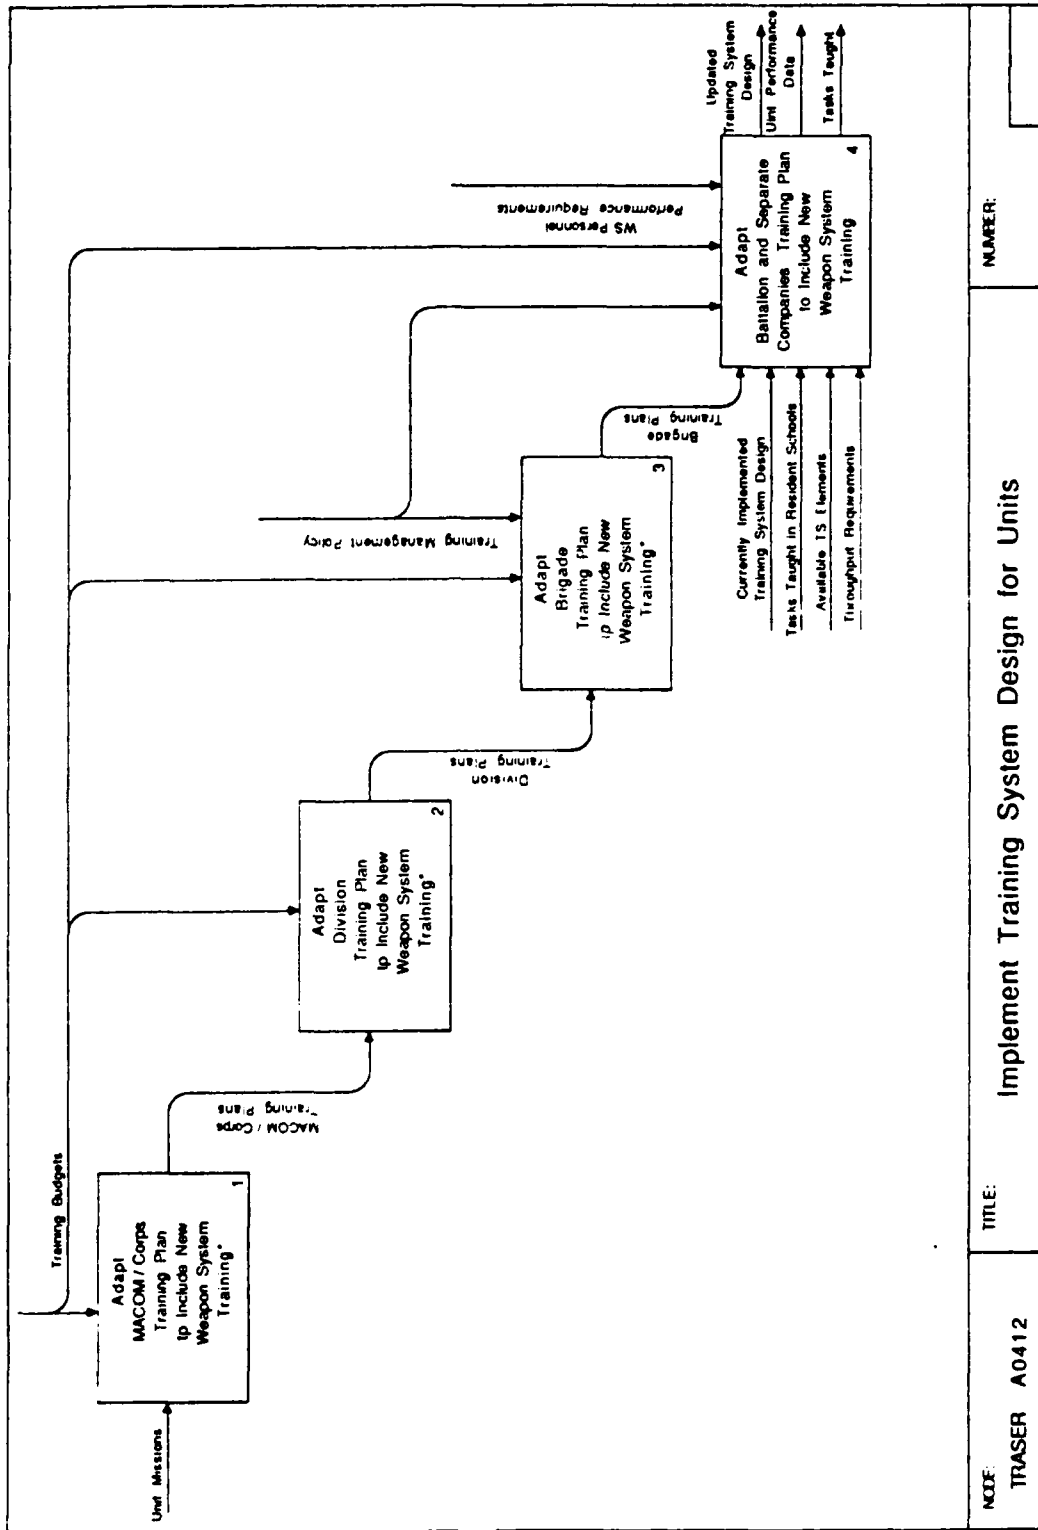 Training Budgets
Unit Missions
Adapt
MACOM / Corps
Training Plan
tp Include New
Weapon System
Training*
1
MACOM / Corps
Training Plans
Adapt
Division
Training Plan
tp Include New
Weapon System
Training*
2
Division
Training Plans
Training Management Policy
Adapt
Brigade
Training Plan
tp Include New
Weapon System
Training*
3
Brigade
Training Plans
WS Personnel
Performance Requirements
Currently Implemented
Training System Design
Tasks Taught in Resident Schools
Available TS Elements
Throughput Requirements
Adapt
Battalion and Separate
Companies Training Plan
to Include New
Weapon System
Training
4
Updated
Training System
Design
Unit Performance
Data
Tasks Taught
NODE:
TRASER A0412
TITLE:
Implement Training System Design for Units
NUMBER: